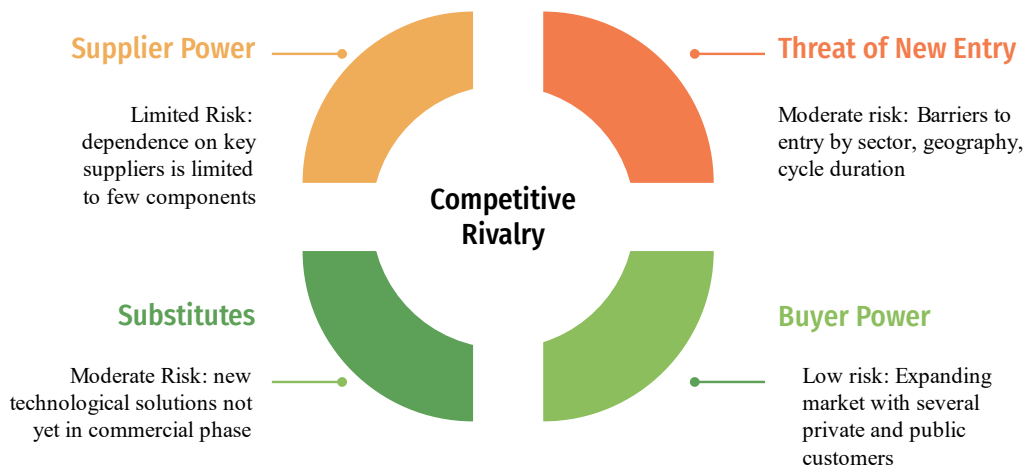 Supplier Power
Limited Risk:
dependence on key
suppliers is limited
to few components
Threat of New Entry
Moderate risk: Barriers to
entry by sector, geography,
cycle duration
Competitive
Rivalry
Substitutes
Moderate Risk: new
technological solutions not
yet in commercial phase
Buyer Power
Low risk: Expanding
market with several
private and public
customers